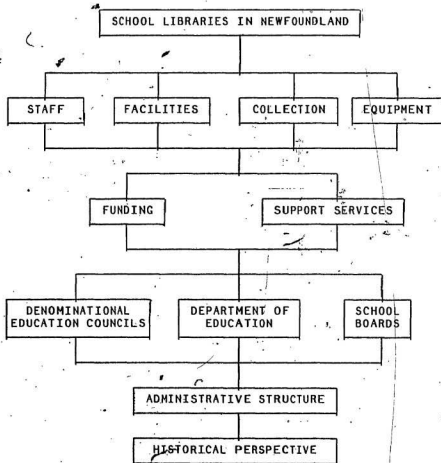 SCHOOL LIBRARIES IN NEWFOUNDLAND
STAFF
FACILITIES
COLLECTION
EQUIPMENT
FUNDING
SUPPORT SERVICES
DENOMINATIONAL
EDUCATION COUNCILS
DEPARTMENT OF
EDUCATION
SCHOOL
BOARDS
ADMINISTRATIVE STRUCTURE
HISTORICAL PERSPECTIVE